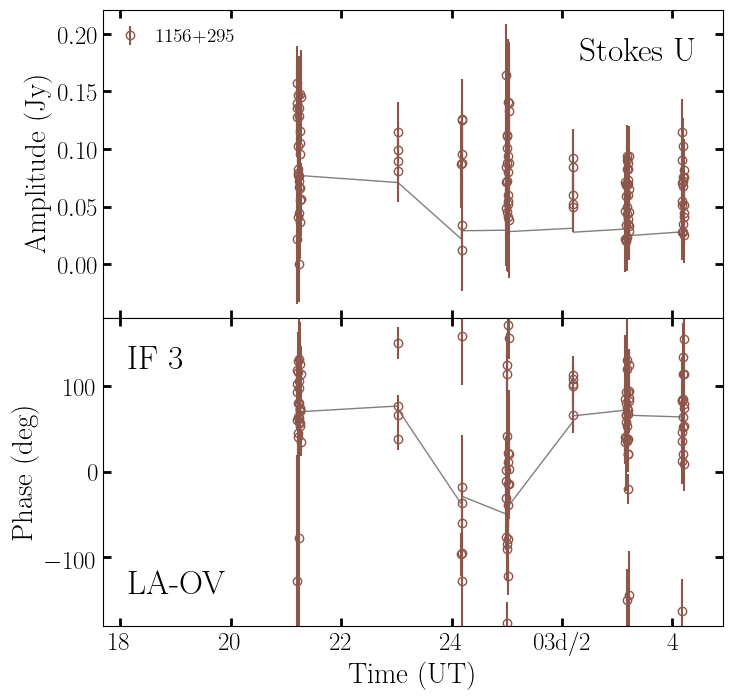 0.20
1156+295
Stokes U
0.15
0.10
0.05
0.00
Amplitude (Jy)
IF 3
100
0
−100
Phase (deg)
LA-OV
18 20 22 24 03d/2 4
Time (UT)